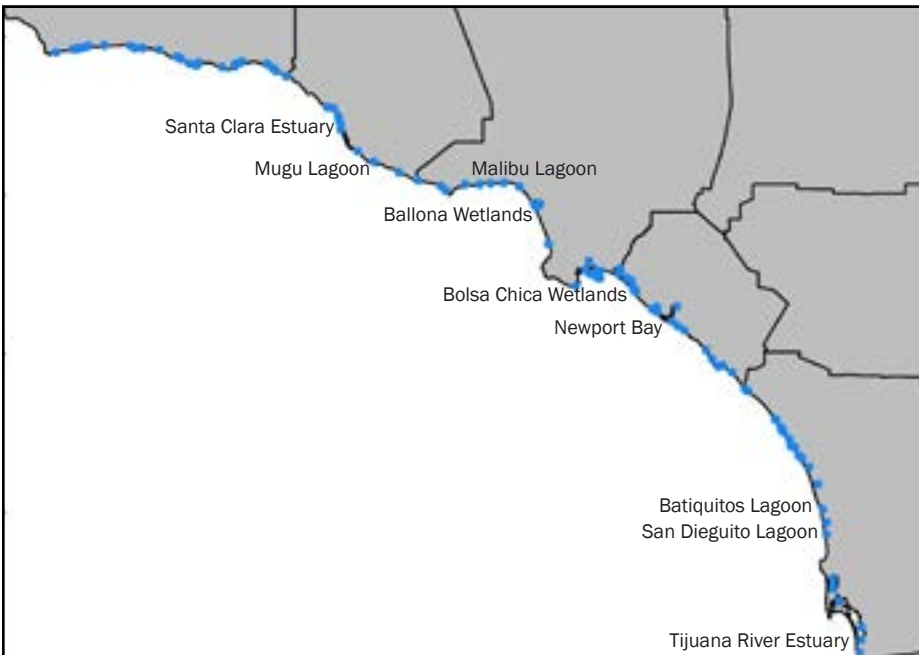 Santa Clara Estuary
Mugu Lagoon
Malibu Lagoon
Ballona Wetlands
Bolsa Chica Wetlands
Newport Bay
Batiquitos Lagoon
San Dieguito Lagoon
Tijuana River Estuary